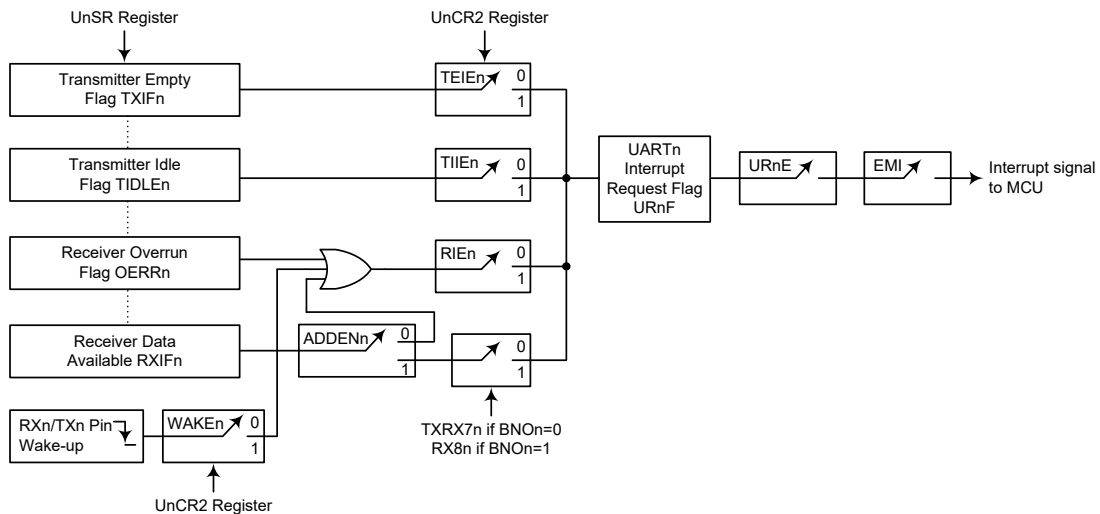 UnSR Register
UnCR2 Register
Transmitter Empty
Flag TXIFn
TEIEn
0
1
Transmitter Idle
Flag TIDLEn
TIIEn
0
1
UARTn
Interrupt
Request Flag
URnF
URnE
EMI
Interrupt signal
to MCU
Receiver Overrun
Flag OERRn
RIEn
0
1
Receiver Data
Available RXIFn
ADDENn
0
1
0
1
RXn/TXn Pin
Wake-up
WAKEn
0
1
TXRX7n if BNOn=0
RX8n if BNOn=1
UnCR2 Register